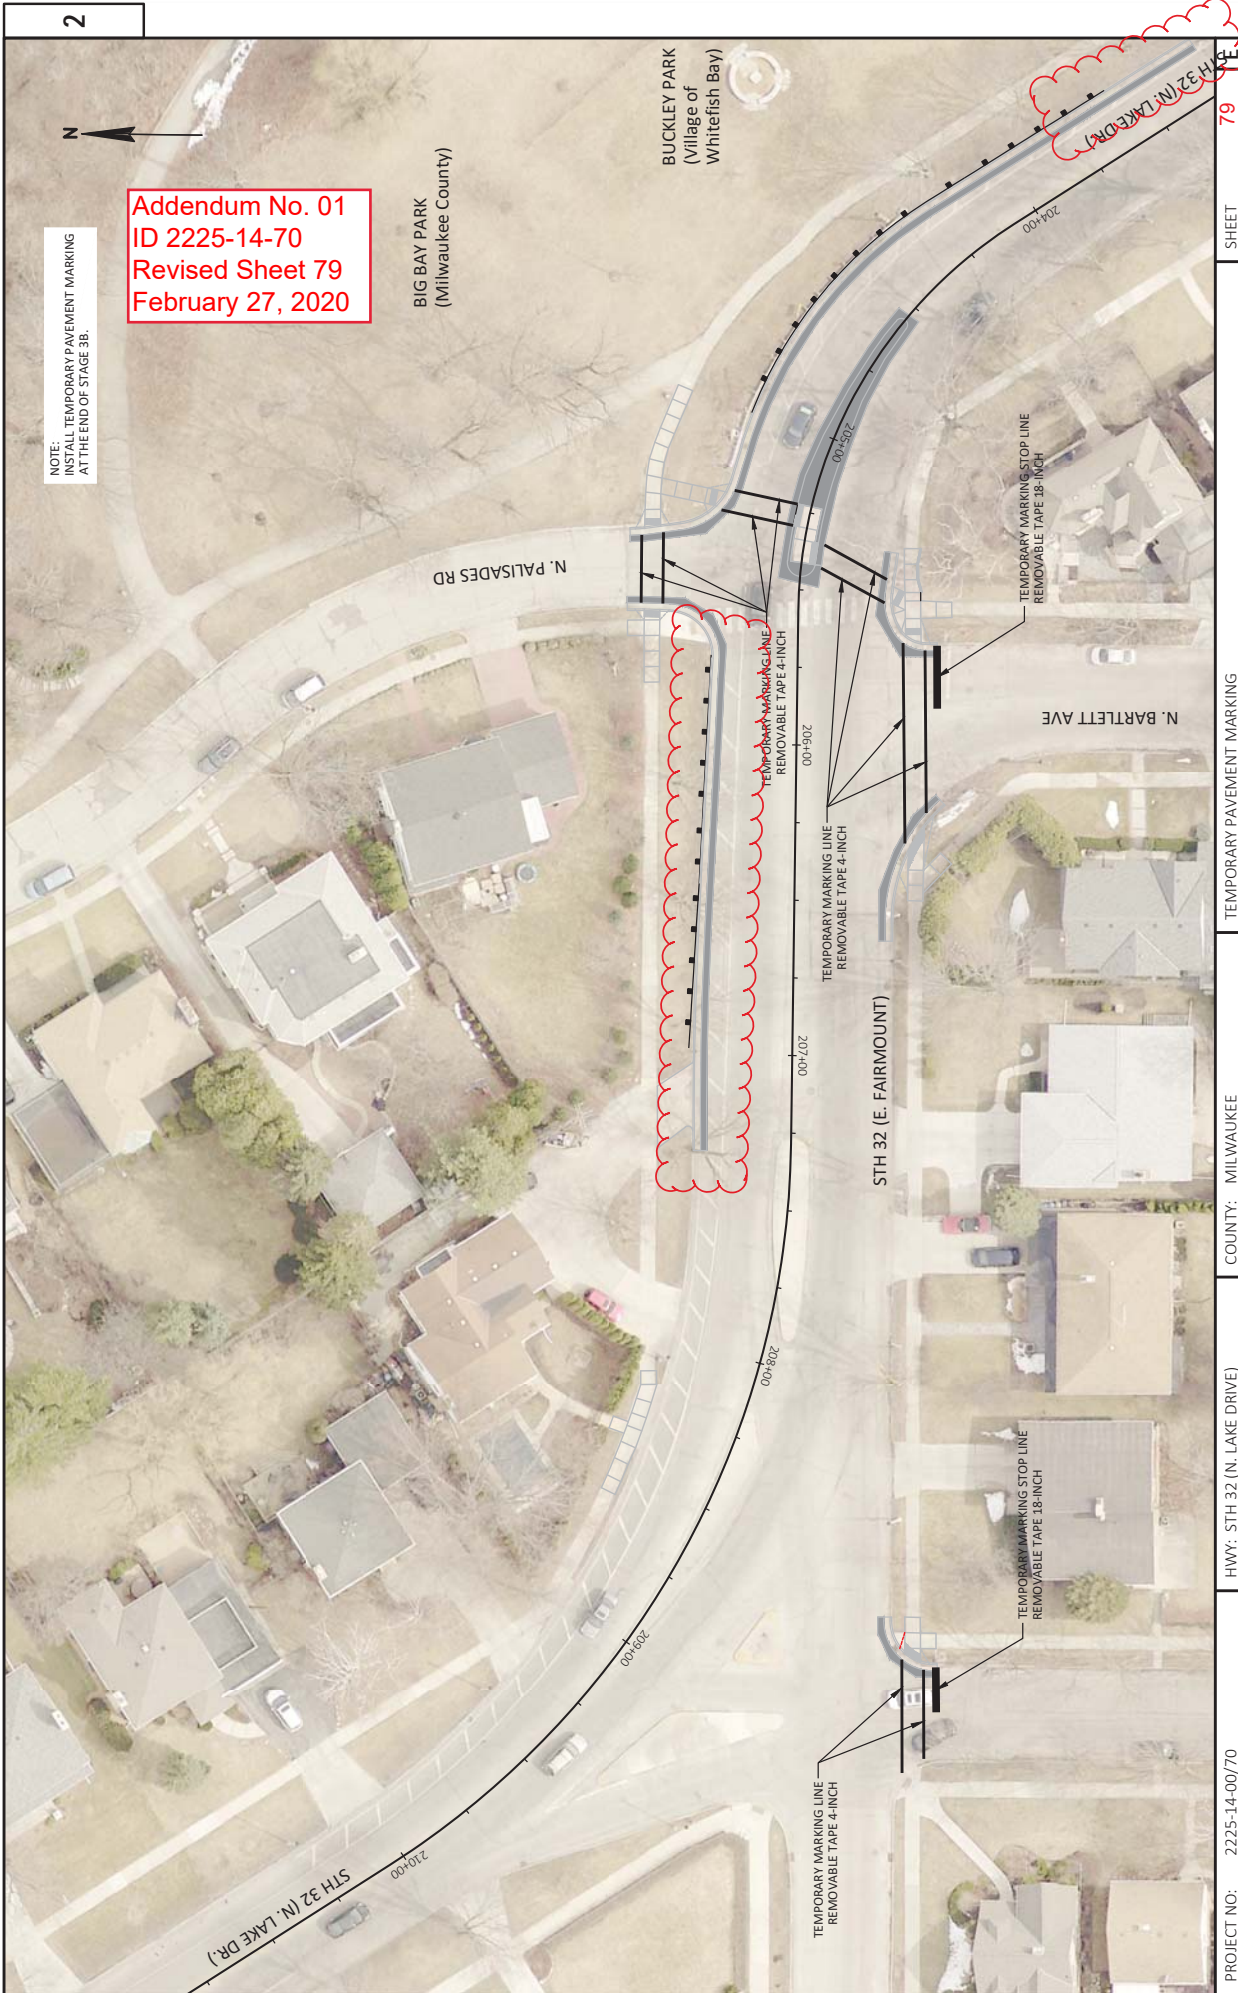 2
N
NOTE:
INSTALL TEMPORARY PAVEMENT MARKING
AT THE END OF STAGE 3B.
Addendum No. 01
ID 2225-14-70
Revised Sheet 79
February 27, 2020
BIG BAY PARK
(Milwaukee County)
BUCKLEY PARK
(Village of
Whitefish Bay)
STH 32 (N. LAKE DR.)
204+00
205+00
N. PALISADES RD
TEMPORARY MARKING LINE
REMOVABLE TAPE 4-INCH
206+00
TEMPORARY MARKING STOP LINE
REMOVABLE TAPE 18-INCH
N. BARTLETT AVE
TEMPORARY MARKING LINE
REMOVABLE TAPE 4-INCH
207+00
STH 32 (E. FAIRMOUNT)
208+00
209+00
TEMPORARY MARKING STOP LINE
REMOVABLE TAPE 18-INCH
TEMPORARY MARKING LINE
REMOVABLE TAPE 4-INCH
210+00
STH 32 (N. LAKE DR.)
PROJECT NO: 2225-14-00/70
HWY: STH 32 (N. LAKE DRIVE)
COUNTY: MILWAUKEE
TEMPORARY PAVEMENT MARKING
SHEET 79
E